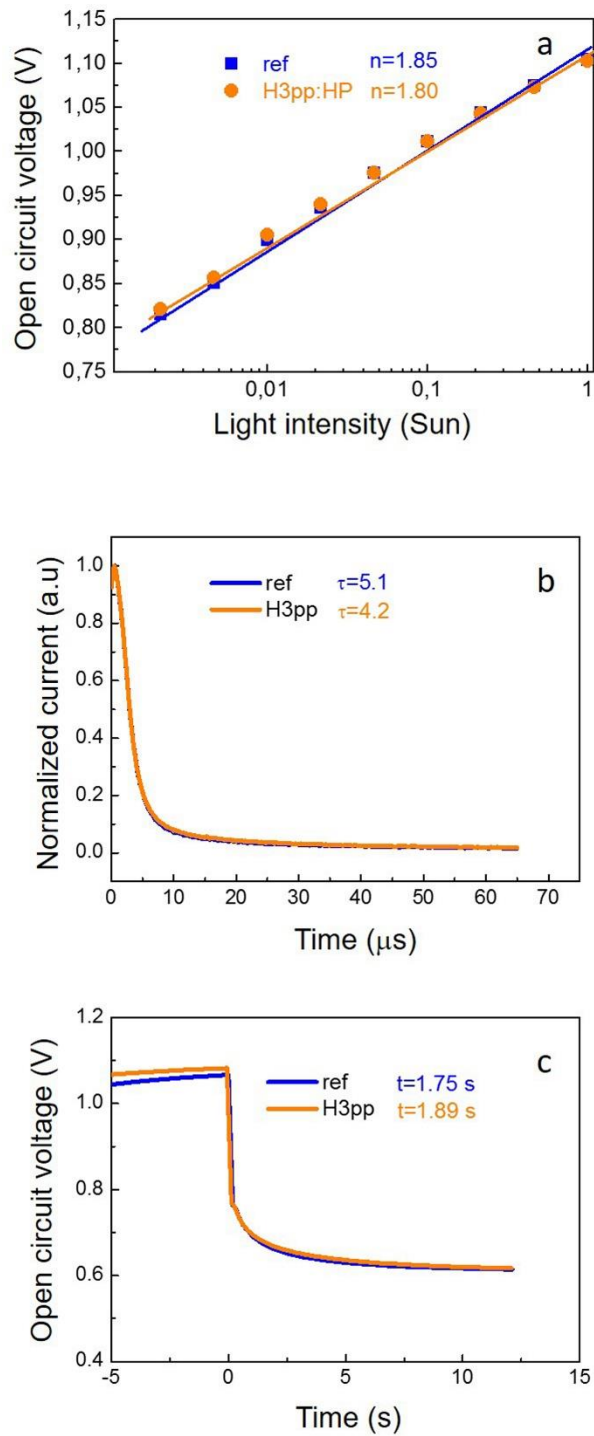 a
1,15
ref n=1.85
1,10
H3pp:HP n=1.80
1,05
1,00
0,95
0,90
0,85
0,80
0,75
Open circuit voltage (V)
0,01 0,1 1
Light intensity (Sun)
b
1.0
ref τ=5.1
H3pp τ=4.2
0.8
0.6
0.4
0.2
0.0
Normalized current (a.u)
0 10 20 30 40 50 60 70
Time (μs)
1.2
c
ref t=1.75 s
1.0
H3pp t=1.89 s
0.8
0.6
0.4
Open circuit voltage (V)
-5 0 5 10 15
Time (s)